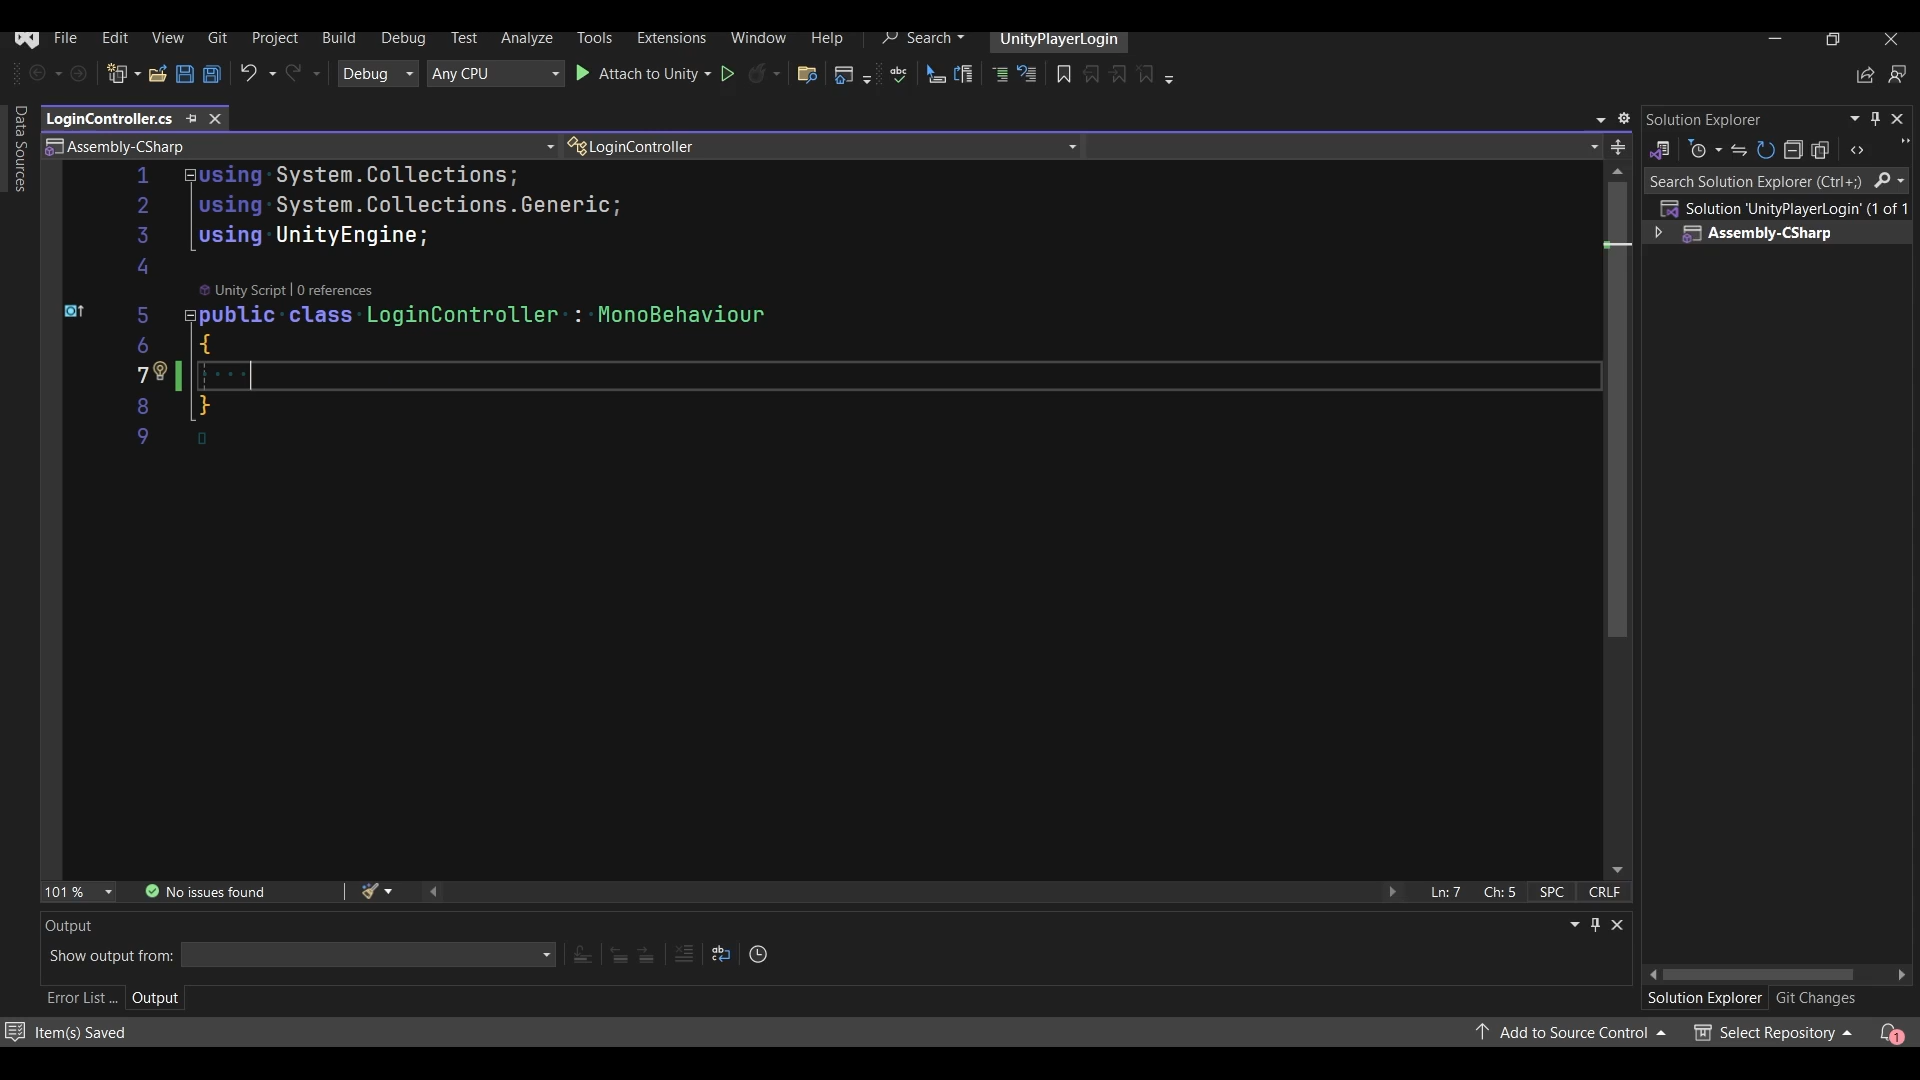 File Edit View Git Project Build Debug Test Analyze Tools Extensions Window Help Search UnityPlayerLogin
Debug Any CPU Attach to Unity
Data Sources
LoginController.cs
Assembly-CSharp LoginController
1 using System.Collections;
2 using System.Collections.Generic;
3 using UnityEngine;
4
Unity Script | 0 references
5 public class LoginController : MonoBehaviour
6 {
7
8 }
9
101 % No issues found Ln: 7 Ch: 5 SPC CRLF
Output
Show output from:
Error List ... Output
Solution Explorer
Search Solution Explorer (Ctrl+;)
Solution 'UnityPlayerLogin' (1 of 1
Assembly-CSharp
Solution Explorer Git Changes
Item(s) Saved Add to Source Control Select Repository 1